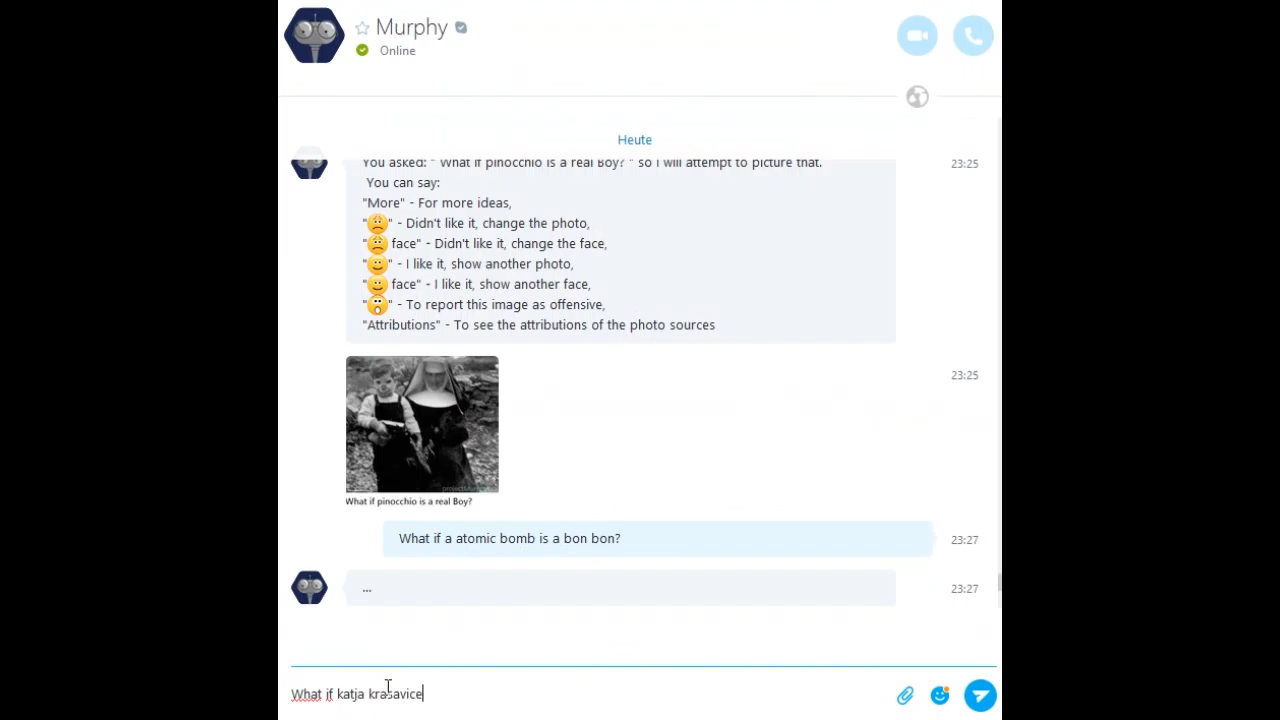 Murphy
Online
Heute
You asked: " What if pinocchio is a real Boy? " so I will attempt to picture that.
23:25
You can say:
"More" - For more ideas,
"😟" - Didn't like it, change the photo,
"😟 face" - Didn't like it, change the face,
"🙂" - I like it, show another photo,
"🙂 face" - I like it, show another face,
"😮" - To report this image as offensive,
"Attributions" - To see the attributions of the photo sources
23:25
What if pinocchio is a real Boy?
What if a atomic bomb is a bon bon?
23:27
...
23:27
What if katja krasavice